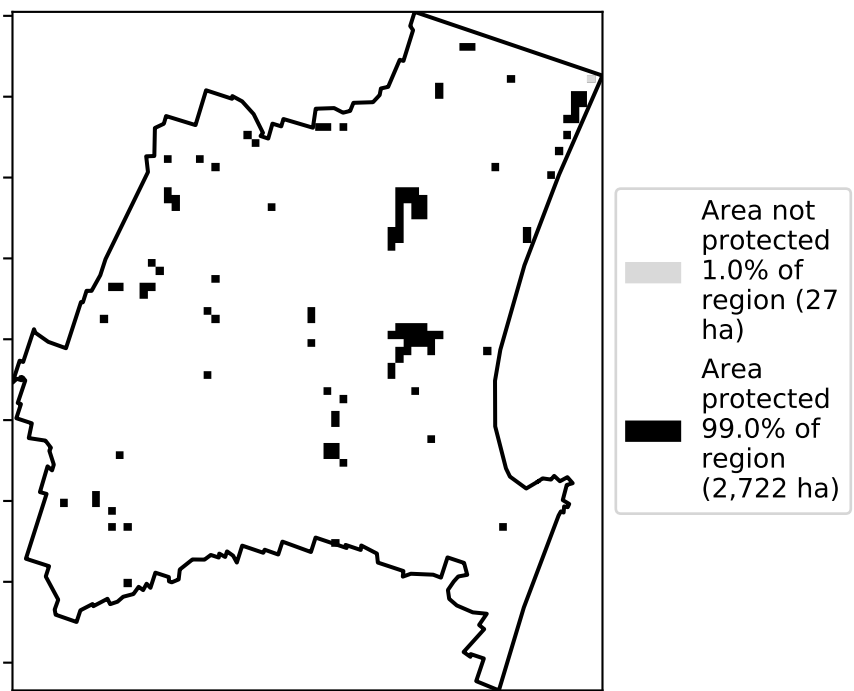 Area not
protected
1.0% of
region (27
ha)
Area
protected
99.0% of
region
(2,722 ha)